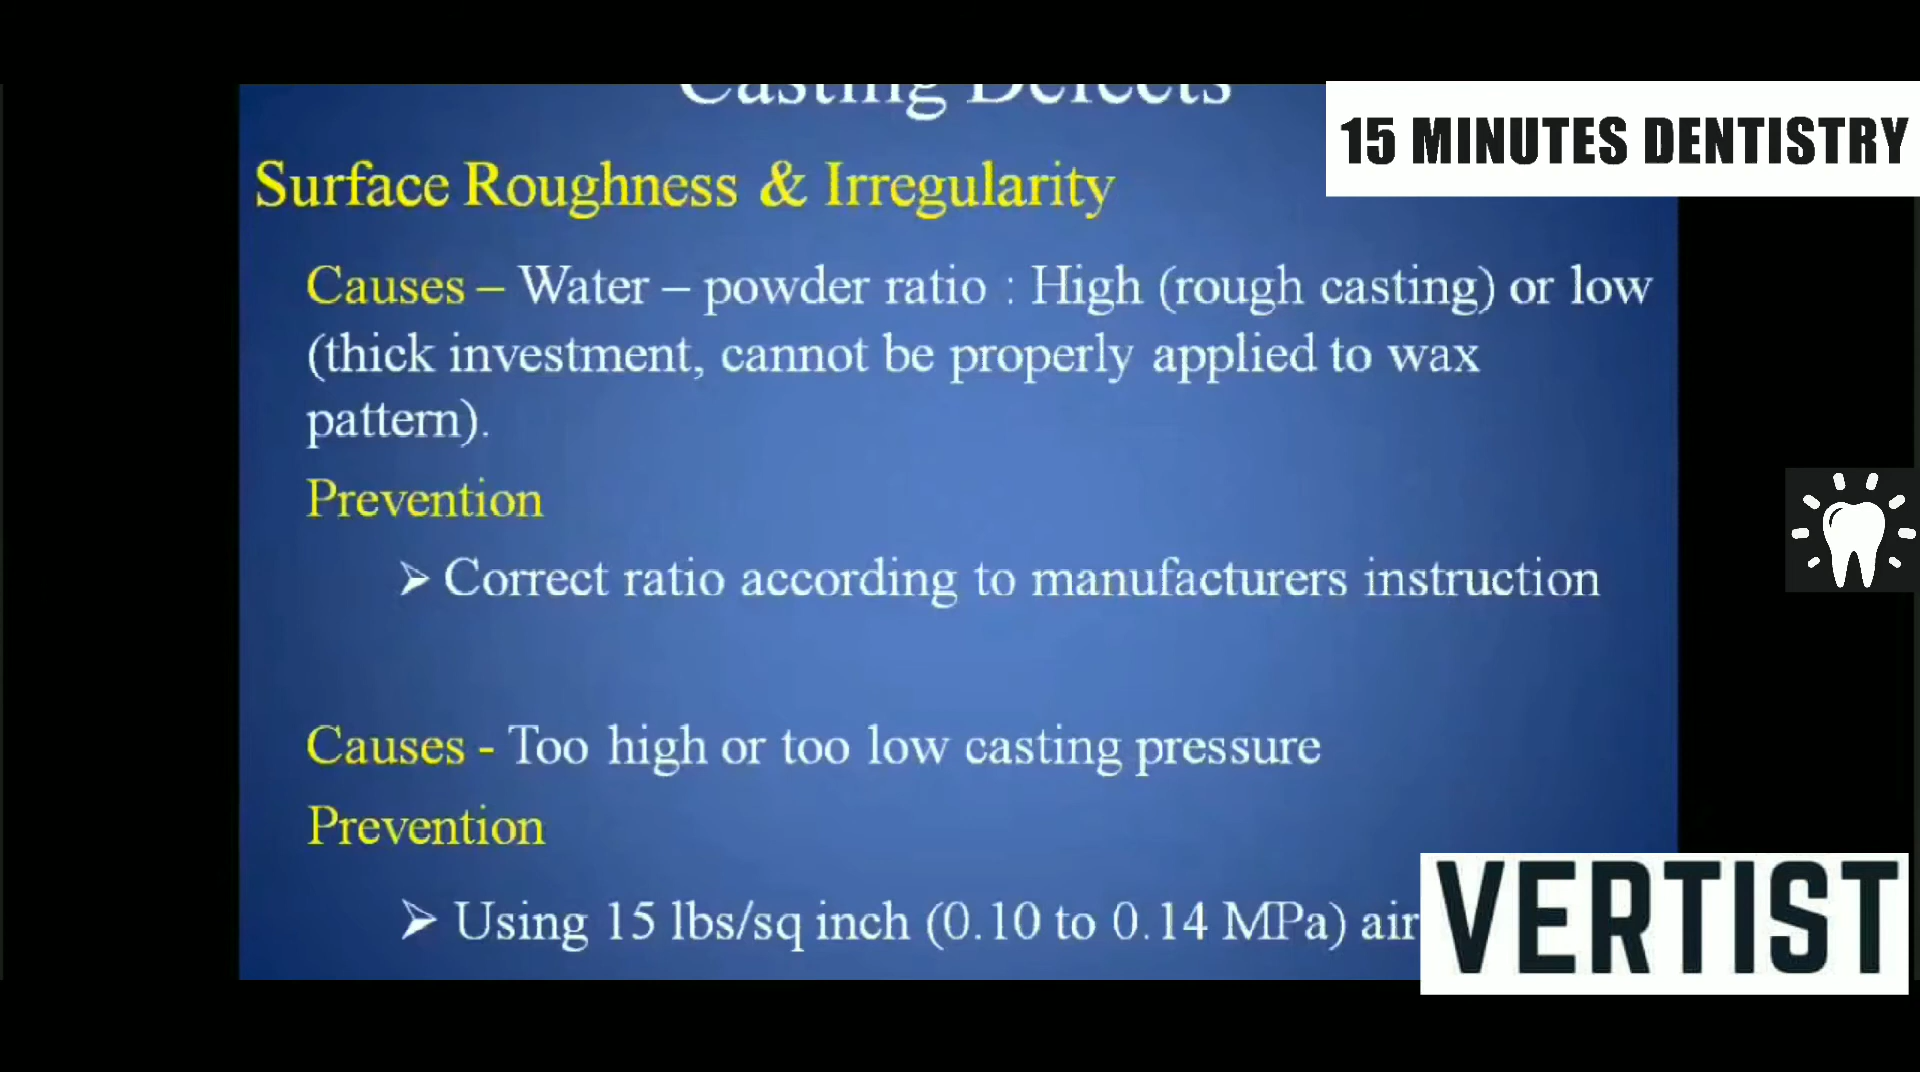 Casting Defects
15 MINUTES DENTISTRY
Surface Roughness & Irregularity
Causes – Water – powder ratio : High (rough casting) or low
(thick investment, cannot be properly applied to wax
pattern).
Prevention
➢ Correct ratio according to manufacturers instruction
Causes - Too high or too low casting pressure
Prevention
➢ Using 15 lbs/sq inch (0.10 to 0.14 MPa) air
VERTIST